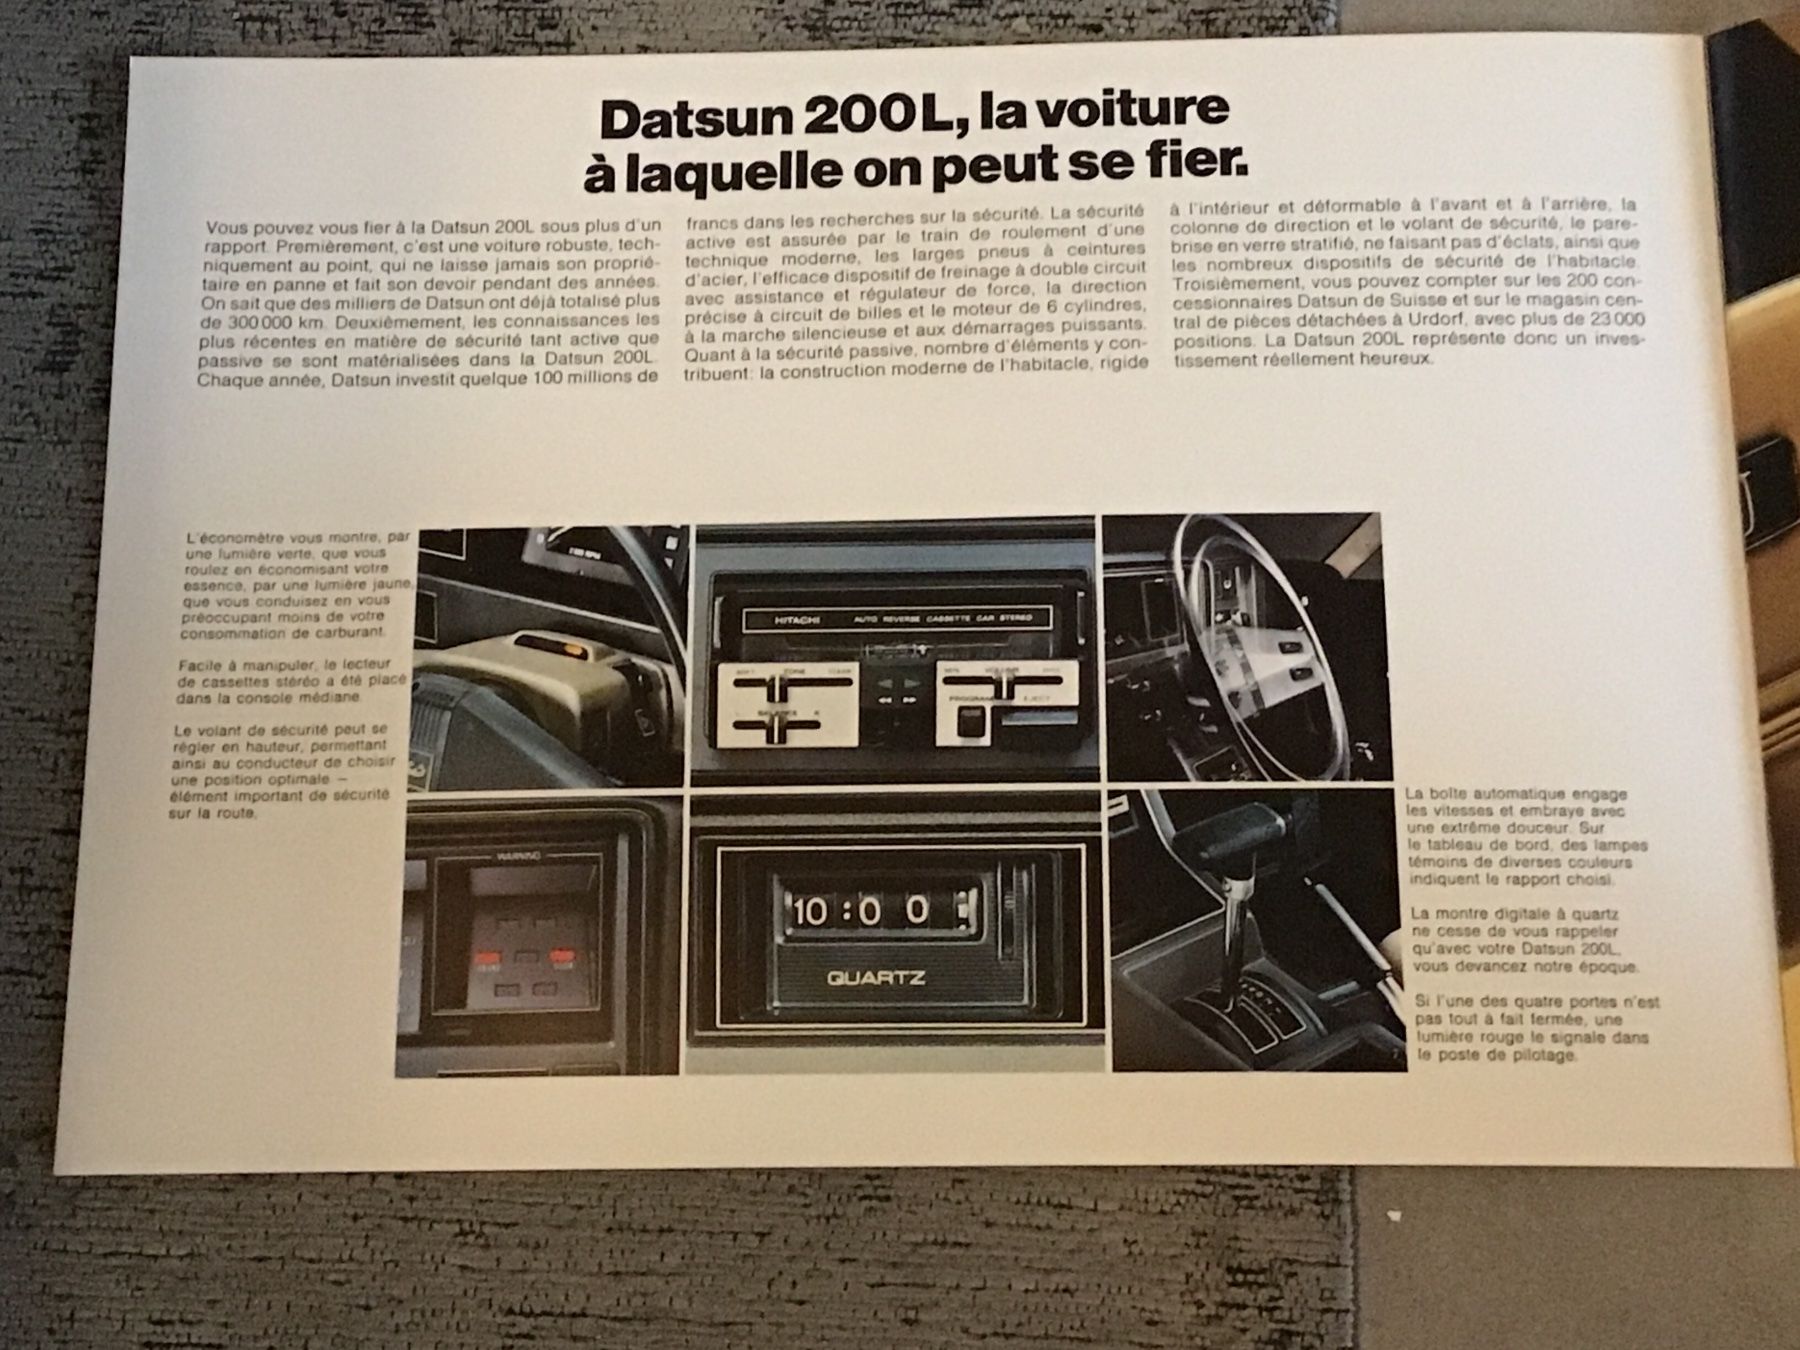 Datsun 200L, la voiture
à laquelle on peut se fier.
Vous pouvez vous fier à la Datsun 200L sous plus d'un
rapport. Premièrement, c'est une voiture robuste, tech-
niquement au point, qui ne laisse jamais son proprié-
taire en panne et fait son devoir pendant des années.
On sait que des milliers de Datsun ont déjà totalisé plus
de 300 000 km. Deuxièmement, les connaissances les
plus récentes en matière de sécurité tant active que
passive se sont matérialisées dans la Datsun 200L.
Chaque année, Datsun investit quelque 100 millions de
francs dans les recherches sur la sécurité. La sécurité
active est assurée par le train de roulement d'une
technique moderne, les larges pneus à ceintures
d'acier, l'efficace dispositif de freinage à double circuit
avec assistance et régulateur de force, la direction
précise à circuit de billes et le moteur de 6 cylindres,
à la marche silencieuse et aux démarrages puissants.
Quant à la sécurité passive, nombre d'éléments y con-
tribuent: la construction moderne de l'habitacle, rigide
à l'intérieur et déformable à l'avant et à l'arrière, la
colonne de direction et le volant de sécurité, le pare-
brise en verre stratifié, ne faisant pas d'éclats, ainsi que
les nombreux dispositifs de sécurité de l'habitacle.
Troisièmement, vous pouvez compter sur les 200 con-
cessionnaires Datsun de Suisse et sur le magasin cen-
tral de pièces détachées à Urdorf, avec plus de 23 000
positions. La Datsun 200L représente donc un inves-
tissement réellement heureux.
L'économètre vous montre, par
une lumière verte, que vous
roulez en économisant votre
essence, par une lumière jaune,
que vous conduisez en vous
préoccupant moins de votre
consommation de carburant.
Facile à manipuler, le lecteur
de cassettes stéréo a été placé
dans la console médiane.
Le volant de sécurité peut se
régler en hauteur, permettant
ainsi au conducteur de choisir
une position optimale –
élément important de sécurité
sur la route.
HITACHI AUTO REVERSE CASSETTE CAR STEREO
TONE
VOLUME
BALANCE
PROGRAM EJECT
WARNING
10:00
QUARTZ
La boîte automatique engage
les vitesses et embraye avec
une extrême douceur. Sur
le tableau de bord, des lampes
témoins de diverses couleurs
indiquent le rapport choisi.
La montre digitale à quartz
ne cesse de vous rappeler
qu'avec votre Datsun 200L,
vous devancez notre époque.
Si l'une des quatre portes n'est
pas tout à fait fermée, une
lumière rouge le signale dans
le poste de pilotage.